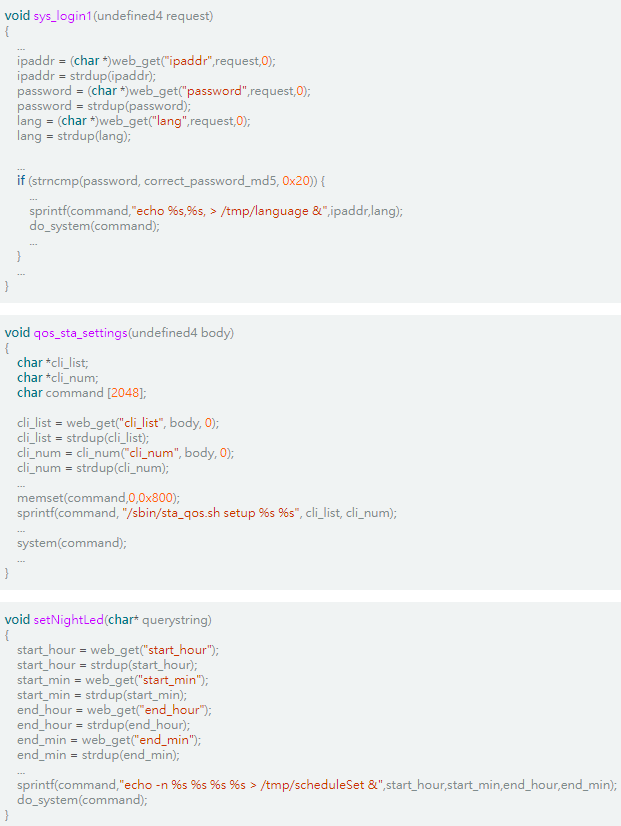 void sys_login1(undefined4 request)
{
...
ipaddr = (char *)web_get("ipaddr",request,0);
ipaddr = strdup(ipaddr);
password = (char *)web_get("password",request,0);
password = strdup(password);
lang = (char *)web_get("lang",request,0);
lang = strdup(lang);
...
if (strncmp(password, correct_password_md5, 0x20)) {
...
sprintf(command,"echo %s,%s, > /tmp/language &",ipaddr,lang);
do_system(command);
...
}
...
}
void qos_sta_settings(undefined4 body)
{
char *cli_list;
char *cli_num;
char command [2048];
cli_list = web_get("cli_list", body, 0);
cli_list = strdup(cli_list);
cli_num = cli_num("cli_num", body, 0);
cli_num = strdup(cli_num);
...
memset(command,0,0x800);
sprintf(command, "/sbin/sta_qos.sh setup %s %s", cli_list, cli_num);
...
system(command);
...
}
void setNightLed(char* querystring)
{
start_hour = web_get("start_hour");
start_hour = strdup(start_hour);
start_min = web_get("start_min");
start_min = strdup(start_min);
end_hour = web_get("end_hour");
end_hour = strdup(end_hour);
end_min = web_get("end_min");
end_min = strdup(end_min);
...
sprintf(command,"echo -n %s %s %s %s > /tmp/scheduleSet &",start_hour,start_min,end_hour,end_min);
do_system(command);
}